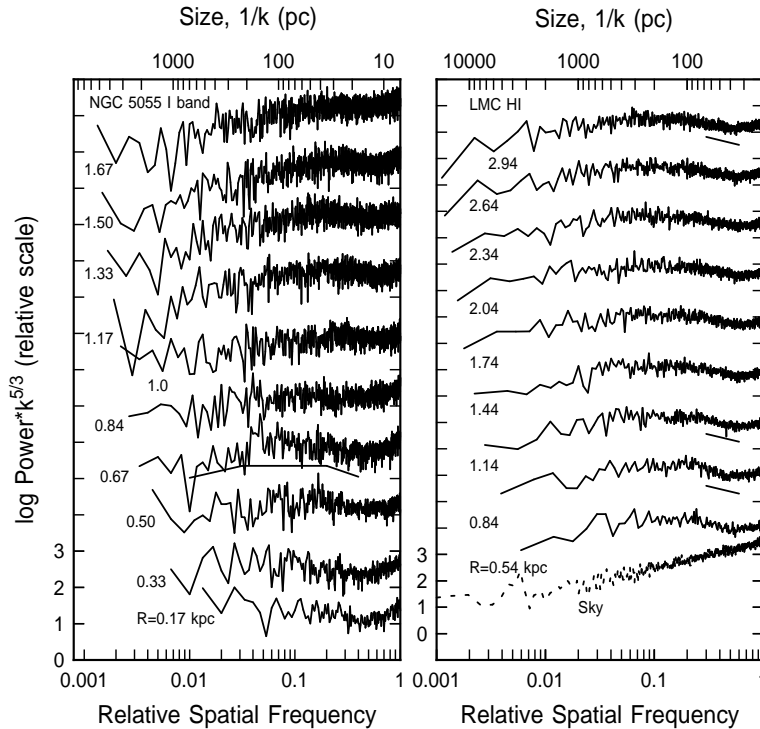 Size, 1/k (pc)
1000 100 10
NGC 5055 I band
1.67
1.50
1.33
1.17
1.0
0.84
0.67
0.50
0.33
R=0.17 kpc
3
2
1
0
0.001 0.01 0.1 1
Relative Spatial Frequency
log Power*k^5/3 (relative scale)
Size, 1/k (pc)
10000 1000 100
LMC HI
2.94
2.64
2.34
2.04
1.74
1.44
1.14
0.84
R=0.54 kpc
Sky
3
2
1
0
0.001 0.01 0.1 1
Relative Spatial Frequency